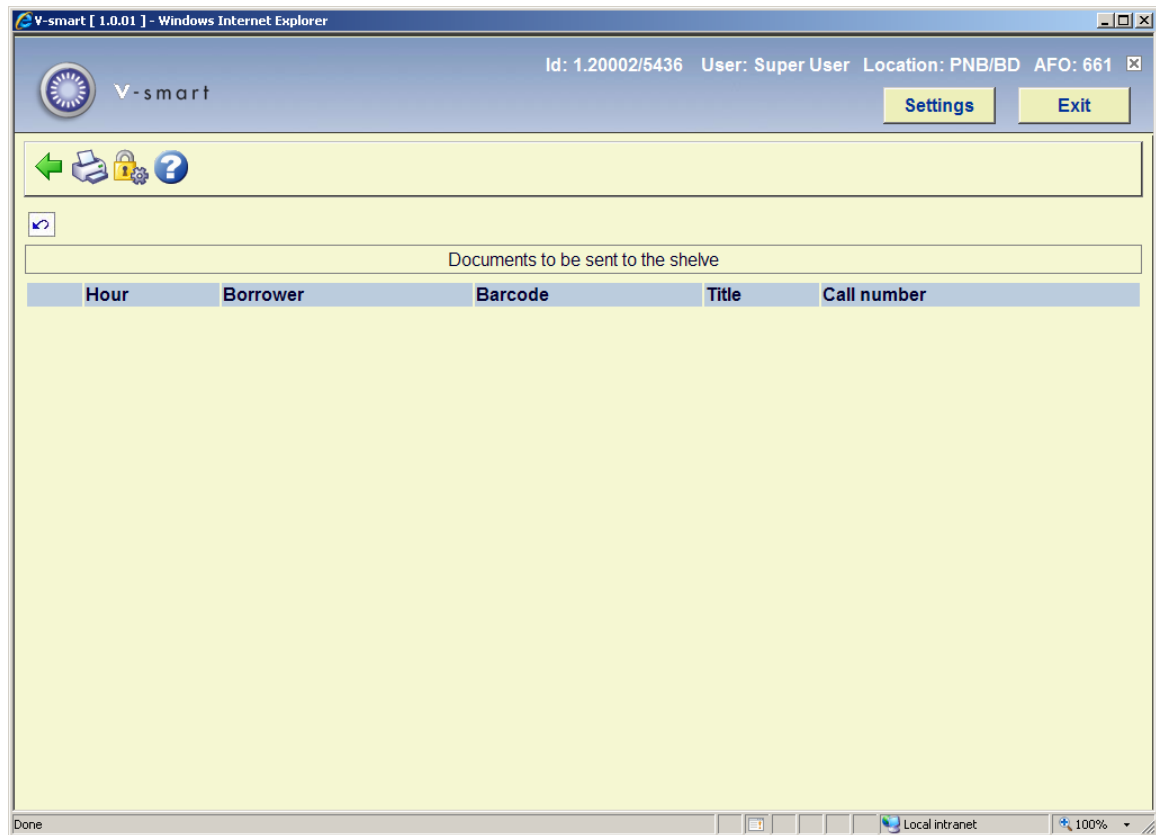 V-smart [ 1.0.01 ] - Windows Internet Explorer
Id: 1.20002/5436 User: Super User Location: PNB/BD AFO: 661
V-smart
Settings Exit
Documents to be sent to the shelve
Hour Borrower Barcode Title Call number
Done Local intranet 100%